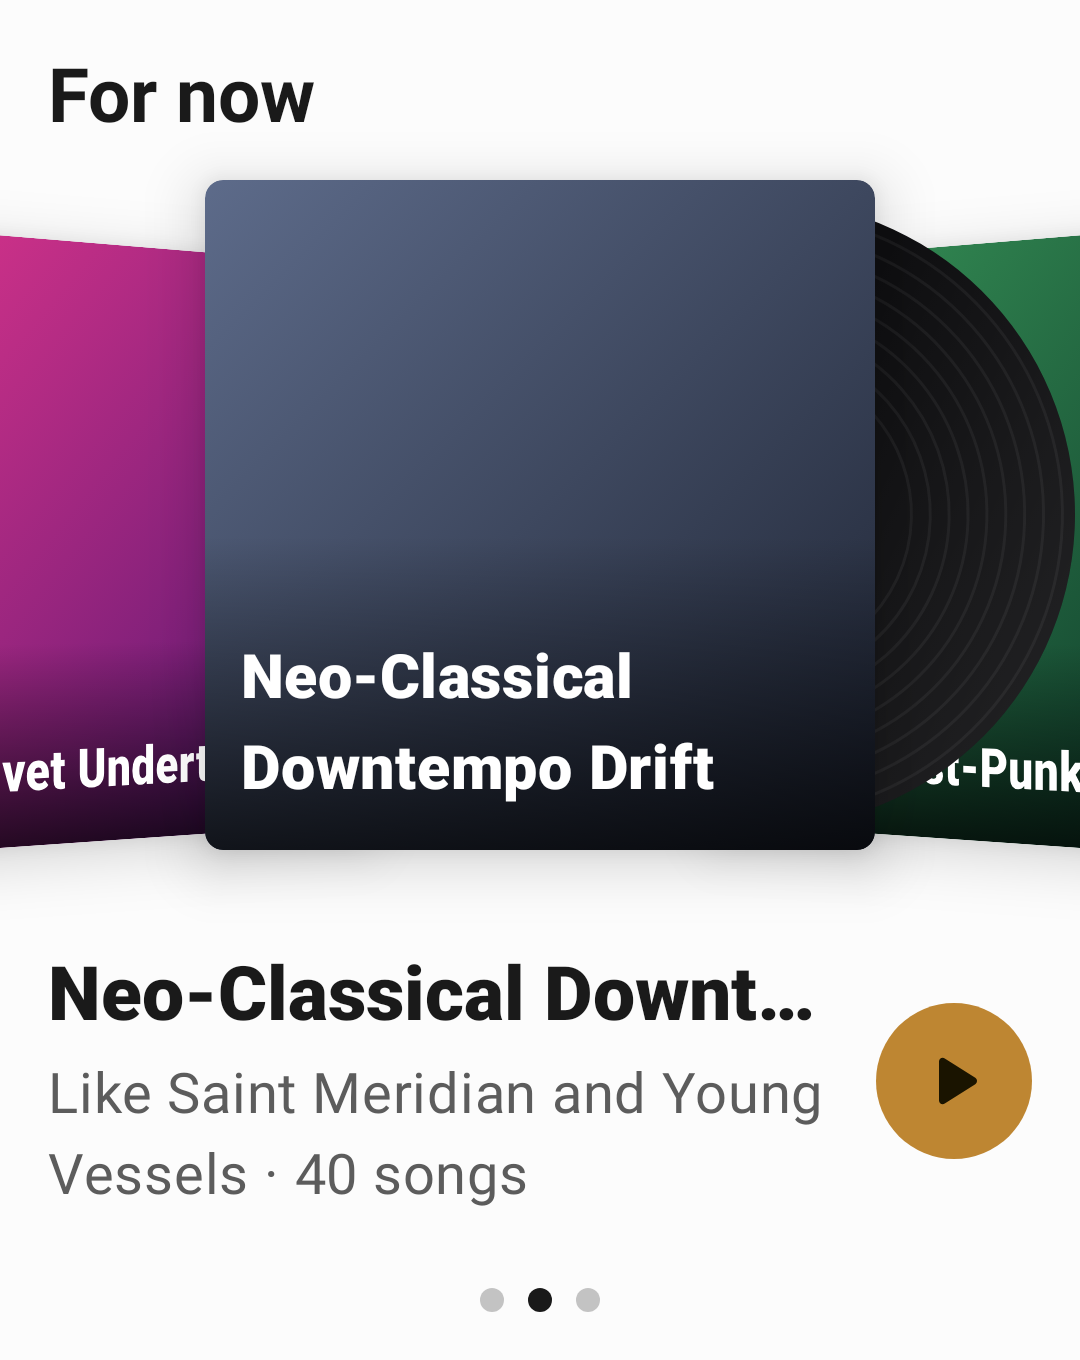 For now
vet Undert
Neo-Classical
Downtempo Drift
st-Punk
Neo-Classical Downt...
Like Saint Meridian and Young
Vessels · 40 songs